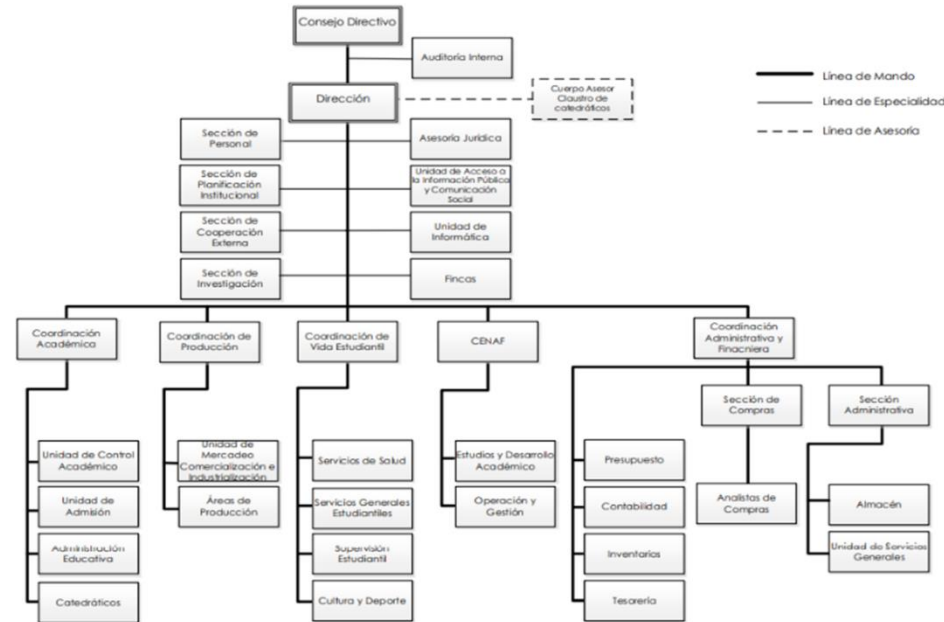 Consejo Directivo
Auditoría Interna
Dirección
Cuerpo Asesor
Claustro de
catedráticos
Línea de Mando
Línea de Especialidad
Línea de Asesoría
Sección de
Personal
Asesoría Jurídica
Sección de
Planificación
Institucional
Unidad de Acceso a
la Información Pública
y Comunicación
Social
Sección de
Cooperación
Externa
Unidad de
Informática
Sección de
Investigación
Fincas
Coordinación
Académica
Coordinación de
Producción
Coordinación de
Vida Estudiantil
CENAF
Coordinación
Administrativa y
Finacniera
Sección de
Compras
Sección
Administrativa
Unidad de Control
Académico
Unidad de
Mercadeo
Comercialización e
Industrialización
Servicios de Salud
Estudios y Desarrollo
Académico
Presupuesto
Unidad de
Admisión
Áreas de
Producción
Servicios Generales
Estudiantiles
Operación y
Gestión
Contabilidad
Analistas de
Compras
Almacén
Administración
Educativa
Supervisión
Estudiantil
Inventarios
Unidad de Servicios
Generales
Catedráticos
Cultura y Deporte
Tesorería